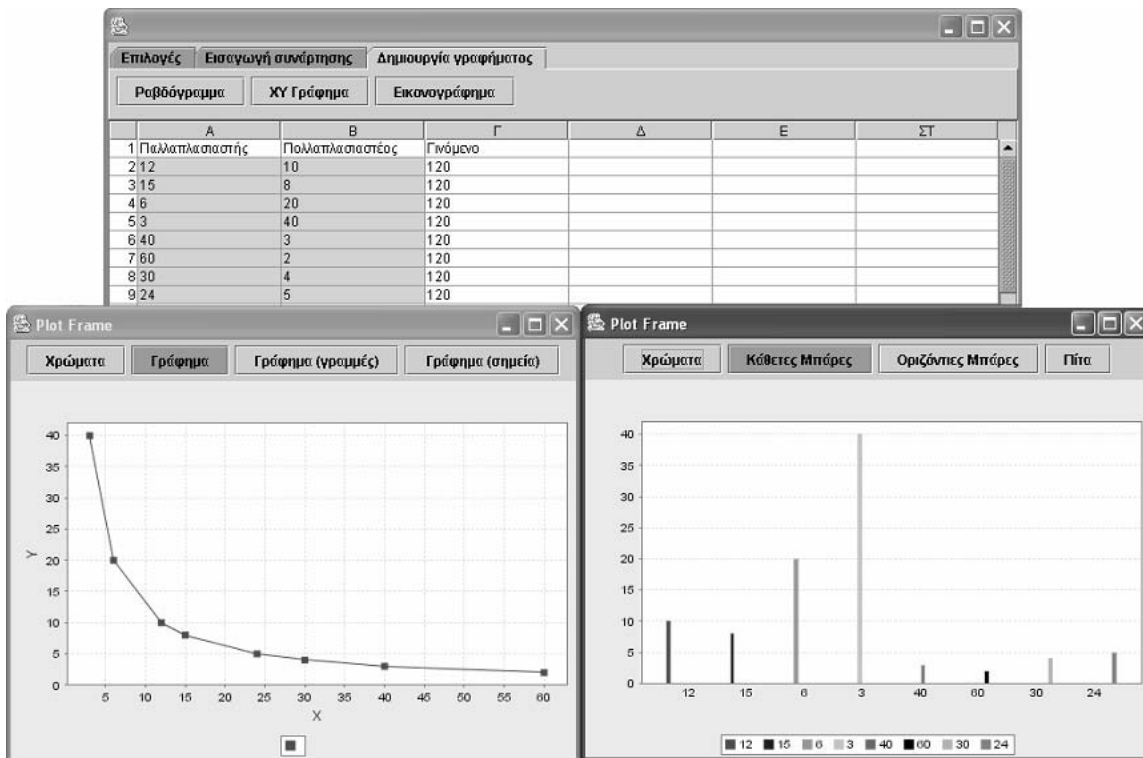 Επιλογές Εισαγωγή συνάρτησης Δημιουργία γραφήματος
Ραβδόγραμμα XY Γράφημα Εικονογράφημα
A B Γ Δ E ΣΤ
1 Παλλαπλασιαστής Πολλαπλασιαστέος Γινόμενο
2 12 10 120
3 15 8 120
4 6 20 120
5 3 40 120
6 40 3 120
7 60 2 120
8 30 4 120
9 24 5 120
Plot Frame
Χρώματα Γράφημα Γράφημα (γραμμές) Γράφημα (σημεία)
40
35
30
25
20
15
10
5
0
Y
5 10 15 20 25 30 35 40 45 50 55 60
X
Plot Frame
Χρώματα Κάθετες Μπάρες Οριζόντιες Μπάρες Πίτα
40
35
30
25
20
15
10
5
0
12 15 6 3 40 60 30 24
12 15 6 3 40 60 30 24